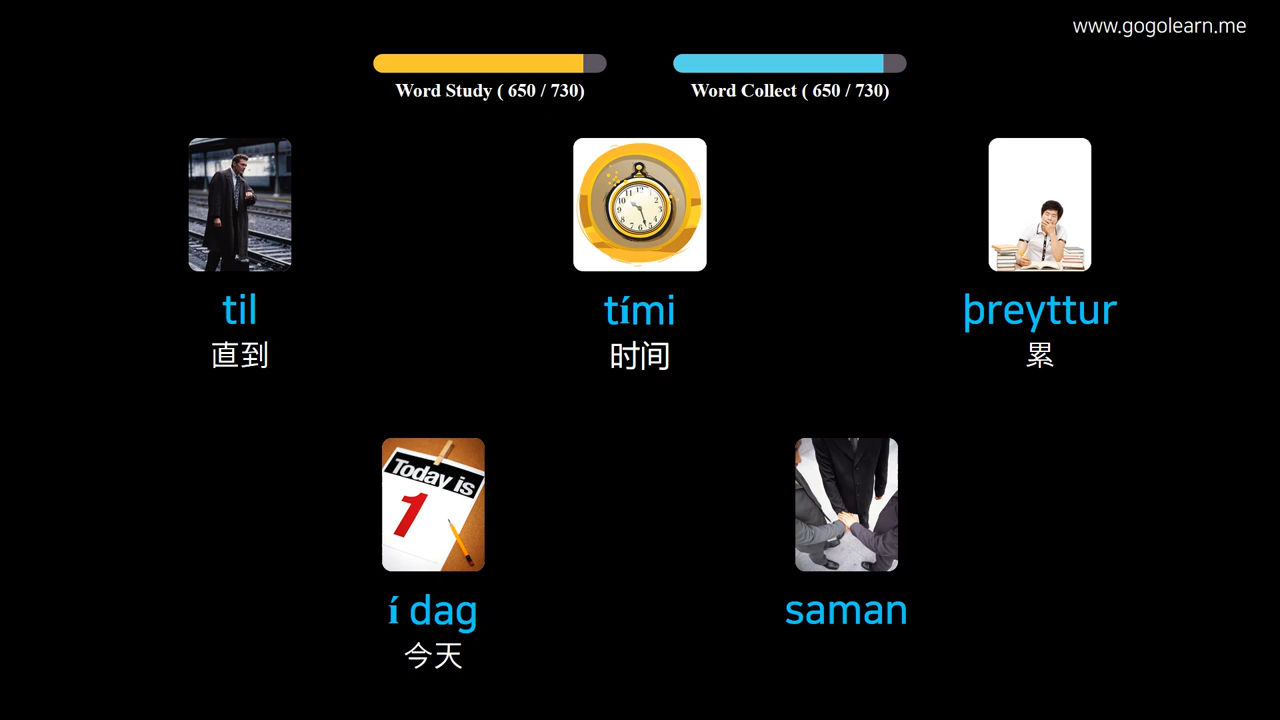 www.gogolearn.me
Word Study ( 650 / 730)
Word Collect ( 650 / 730)
til
直到
tími
时间
þreyttur
累
Today is
1
í dag
今天
saman